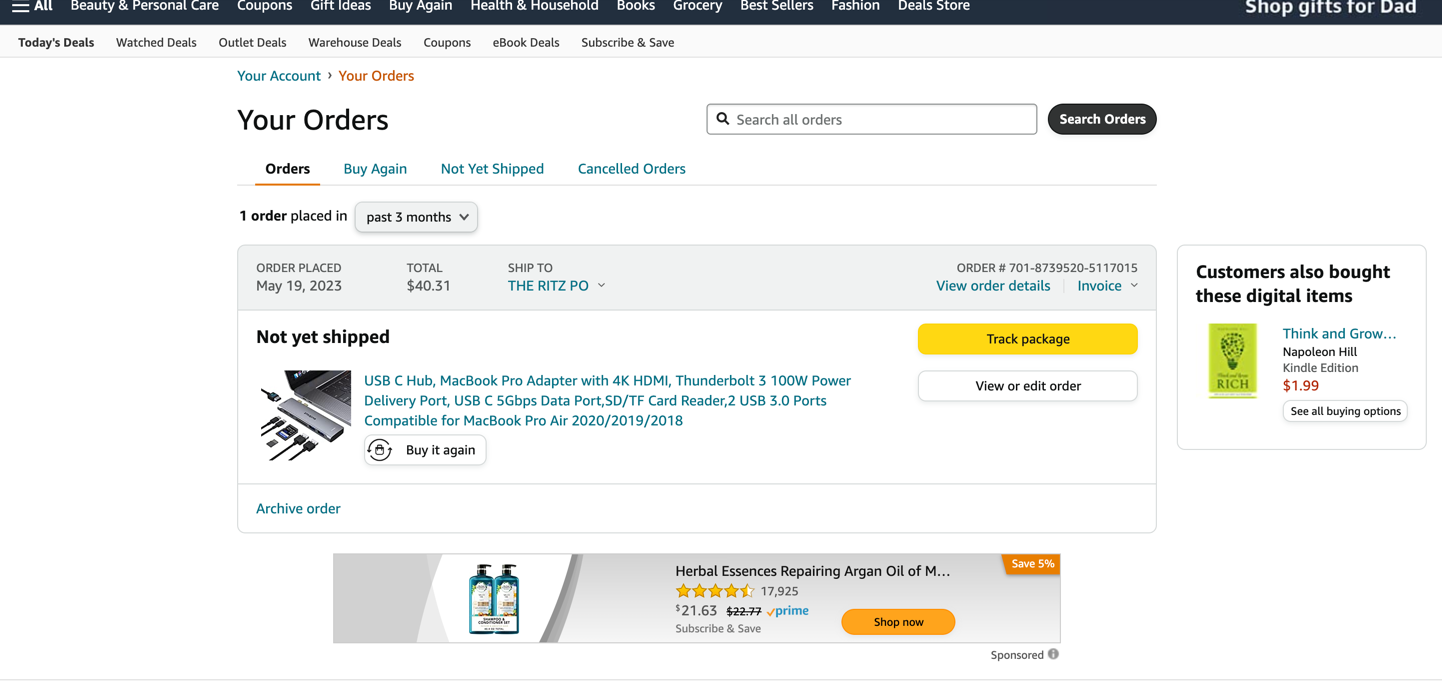 All Beauty & Personal Care Coupons Gift Ideas Buy Again Health & Household Books Grocery Best Sellers Fashion Deals Store Shop gifts for Dad
Today's Deals Watched Deals Outlet Deals Warehouse Deals Coupons eBook Deals Subscribe & Save
Your Account › Your Orders
Your Orders
Search all orders
Search Orders
Orders Buy Again Not Yet Shipped Cancelled Orders
1 order placed in past 3 months
ORDER PLACED
May 19, 2023
TOTAL
$40.31
SHIP TO
THE RITZ PO
ORDER # 701-8739520-5117015
View order details Invoice
Not yet shipped
USB C Hub, MacBook Pro Adapter with 4K HDMI, Thunderbolt 3 100W Power
Delivery Port, USB C 5Gbps Data Port,SD/TF Card Reader,2 USB 3.0 Ports
Compatible for MacBook Pro Air 2020/2019/2018
Buy it again
Track package
View or edit order
Archive order
Customers also bought
these digital items
RICH
Think and Grow…
Napoleon Hill
Kindle Edition
$1.99
See all buying options
SHAMPOO &
CONDITIONER SET
Herbal Essences Repairing Argan Oil of M…
17,925
$21.63 $22.77 prime
Subscribe & Save
Shop now
Save 5%
Sponsored